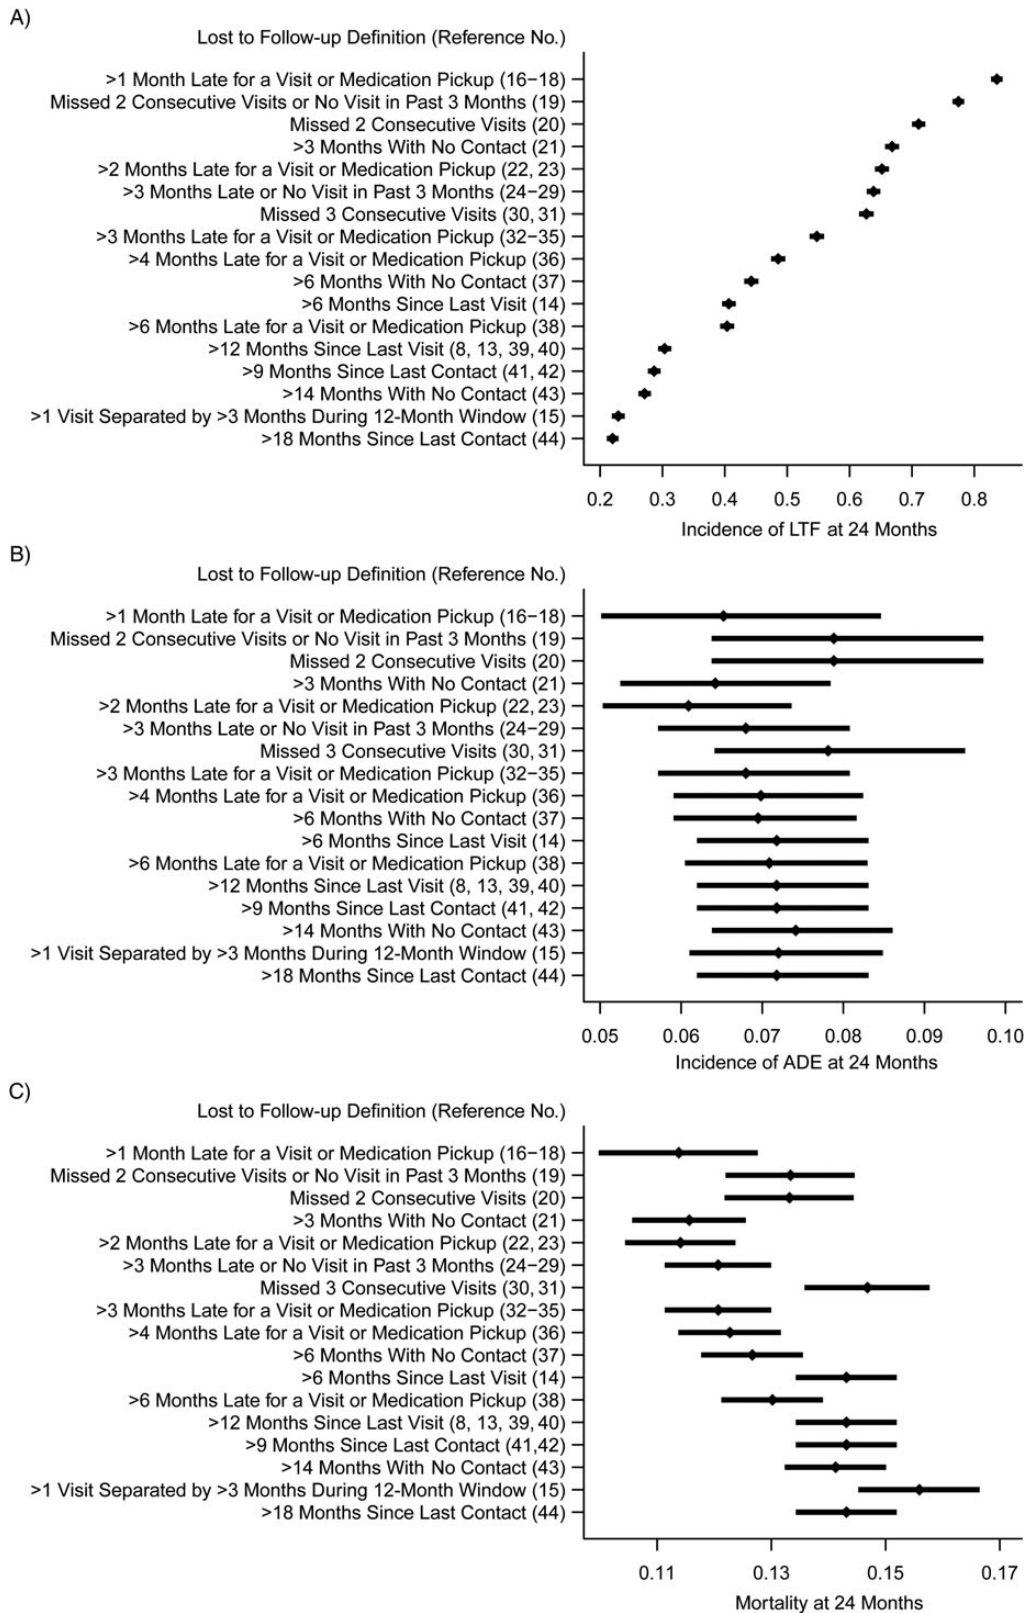 A)
Lost to Follow-up Definition (Reference No.)
>1 Month Late for a Visit or Medication Pickup (16−18)
Missed 2 Consecutive Visits or No Visit in Past 3 Months (19)
Missed 2 Consecutive Visits (20)
>3 Months With No Contact (21)
>2 Months Late for a Visit or Medication Pickup (22, 23)
>3 Months Late or No Visit in Past 3 Months (24−29)
Missed 3 Consecutive Visits (30, 31)
>3 Months Late for a Visit or Medication Pickup (32−35)
>4 Months Late for a Visit or Medication Pickup (36)
>6 Months With No Contact (37)
>6 Months Since Last Visit (14)
>6 Months Late for a Visit or Medication Pickup (38)
>12 Months Since Last Visit (8, 13, 39, 40)
>9 Months Since Last Contact (41, 42)
>14 Months With No Contact (43)
>1 Visit Separated by >3 Months During 12-Month Window (15)
>18 Months Since Last Contact (44)
0.2 0.3 0.4 0.5 0.6 0.7 0.8
Incidence of LTF at 24 Months
B)
Lost to Follow-up Definition (Reference No.)
>1 Month Late for a Visit or Medication Pickup (16−18)
Missed 2 Consecutive Visits or No Visit in Past 3 Months (19)
Missed 2 Consecutive Visits (20)
>3 Months With No Contact (21)
>2 Months Late for a Visit or Medication Pickup (22, 23)
>3 Months Late or No Visit in Past 3 Months (24−29)
Missed 3 Consecutive Visits (30, 31)
>3 Months Late for a Visit or Medication Pickup (32−35)
>4 Months Late for a Visit or Medication Pickup (36)
>6 Months With No Contact (37)
>6 Months Since Last Visit (14)
>6 Months Late for a Visit or Medication Pickup (38)
>12 Months Since Last Visit (8, 13, 39, 40)
>9 Months Since Last Contact (41, 42)
>14 Months With No Contact (43)
>1 Visit Separated by >3 Months During 12-Month Window (15)
>18 Months Since Last Contact (44)
0.05 0.06 0.07 0.08 0.09 0.10
Incidence of ADE at 24 Months
C)
Lost to Follow-up Definition (Reference No.)
>1 Month Late for a Visit or Medication Pickup (16−18)
Missed 2 Consecutive Visits or No Visit in Past 3 Months (19)
Missed 2 Consecutive Visits (20)
>3 Months With No Contact (21)
>2 Months Late for a Visit or Medication Pickup (22, 23)
>3 Months Late or No Visit in Past 3 Months (24−29)
Missed 3 Consecutive Visits (30, 31)
>3 Months Late for a Visit or Medication Pickup (32−35)
>4 Months Late for a Visit or Medication Pickup (36)
>6 Months With No Contact (37)
>6 Months Since Last Visit (14)
>6 Months Late for a Visit or Medication Pickup (38)
>12 Months Since Last Visit (8, 13, 39, 40)
>9 Months Since Last Contact (41,42)
>14 Months With No Contact (43)
>1 Visit Separated by >3 Months During 12-Month Window (15)
>18 Months Since Last Contact (44)
0.11 0.13 0.15 0.17
Mortality at 24 Months